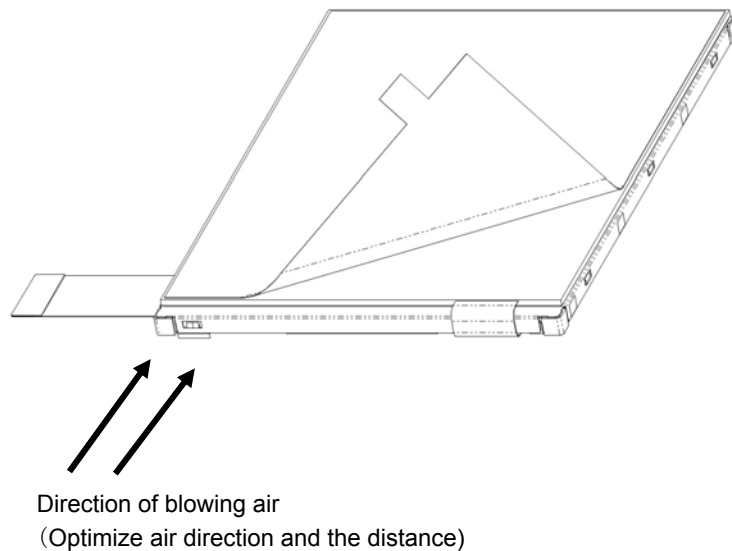 Direction of blowing air
（Optimize air direction and the distance)